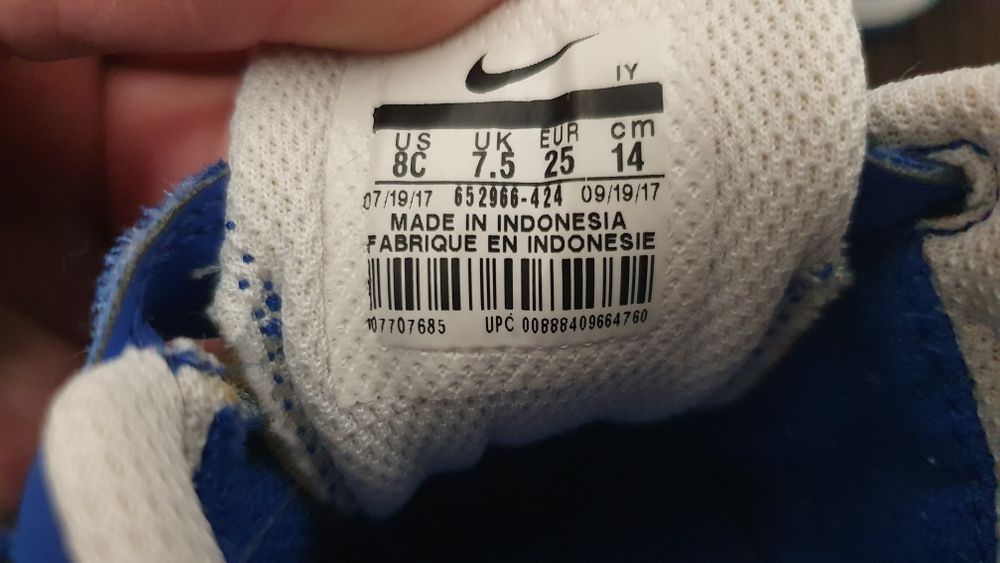 IY
US UK EUR cm
8C 7.5 25 14
07/19/17 652966-424 09/19/17
MADE IN INDONESIA
FABRIQUE EN INDONESIE
07707685 UPC 00888409664760